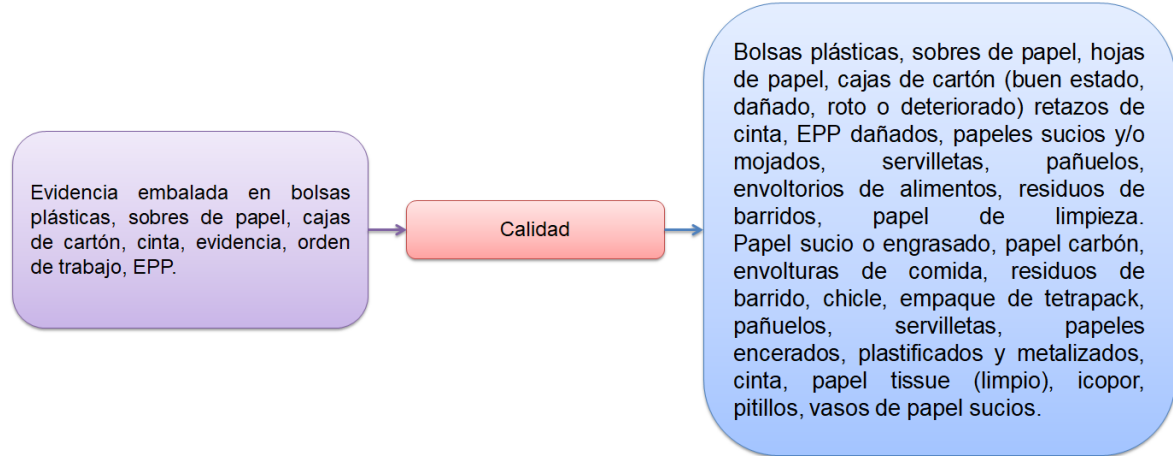 Evidencia embalada en bolsas
plásticas, sobres de papel, cajas
de cartón, cinta, evidencia, orden
de trabajo, EPP.
Calidad
Bolsas plásticas, sobres de papel, hojas
de papel, cajas de cartón (buen estado,
dañado, roto o deteriorado) retazos de
cinta, EPP dañados, papeles sucios y/o
mojados, servilletas, pañuelos,
envoltorios de alimentos, residuos de
barridos, papel de limpieza.
Papel sucio o engrasado, papel carbón,
envolturas de comida, residuos de
barrido, chicle, empaque de tetrapack,
pañuelos, servilletas, papeles
encerados, plastificados y metalizados,
cinta, papel tissue (limpio), icopor,
pitillos, vasos de papel sucios.